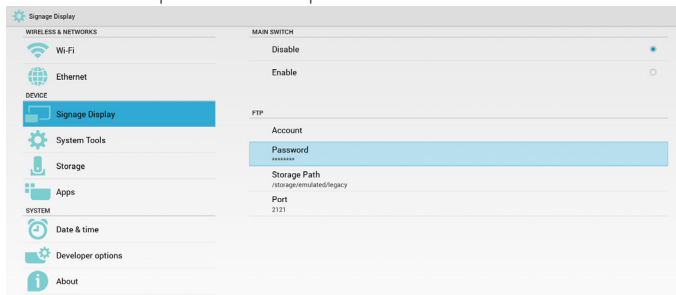 Signage Display
WIRELESS & NETWORKS
Wi-Fi
Ethernet
DEVICE
Signage Display
System Tools
Storage
Apps
SYSTEM
Date & time
Developer options
About
MAIN SWITCH
Disable
Enable
FTP
Account
Password
********
Storage Path
/storage/emulated/legacy
Port
2121